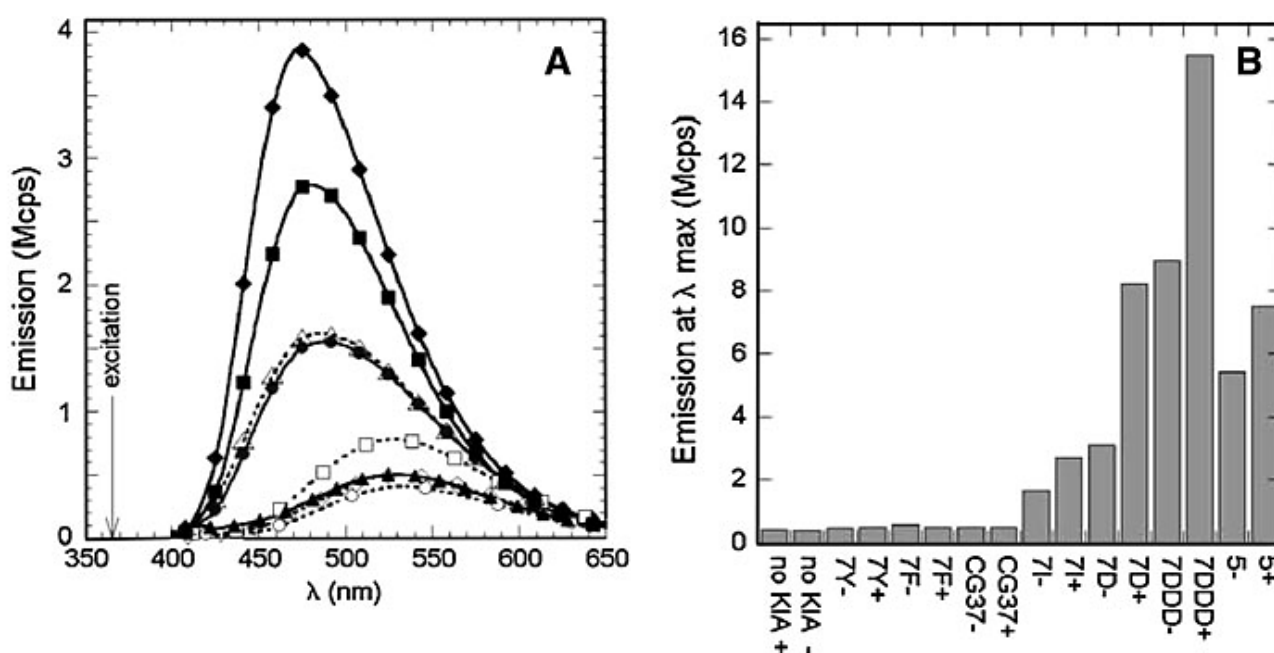 A
Emission (Mcps)
4
3
2
1
0
excitation
350 400 450 500 550 600 650
λ (nm)
B
Emission at λ max (Mcps)
16
14
12
10
8
6
4
2
0
no KIA +
no KIA -
7Y-
7Y+
7F-
7F+
CG37-
CG37+
7I-
7I+
7D-
7D+
7DDD-
7DDD+
5-
5+